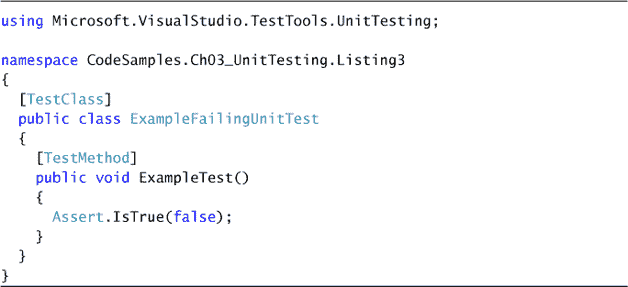 using Microsoft.VisualStudio.TestTools.UnitTesting;
namespace CodeSamples.Ch03_UnitTesting.Listing3
{
[TestClass]
public class ExampleFailingUnitTest
{
[TestMethod]
public void ExampleTest()
{
Assert.IsTrue(false);
}
}
}